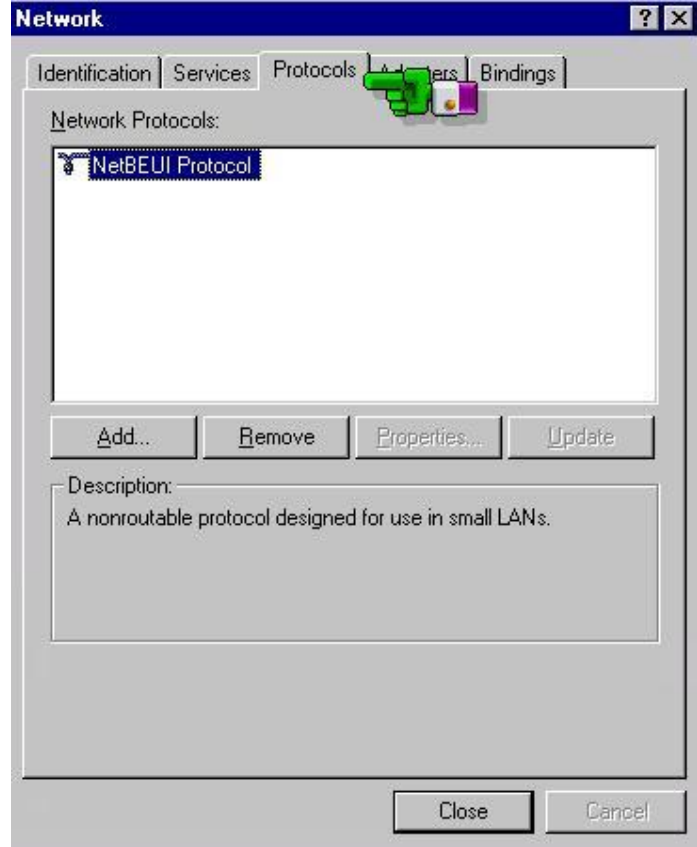 Network
Identification Services Protocols Bindings
Network Protocols:
NetBEUI Protocol
Add... Remove Properties... Update
Description:
A nonroutable protocol designed for use in small LANs.
Close Cancel